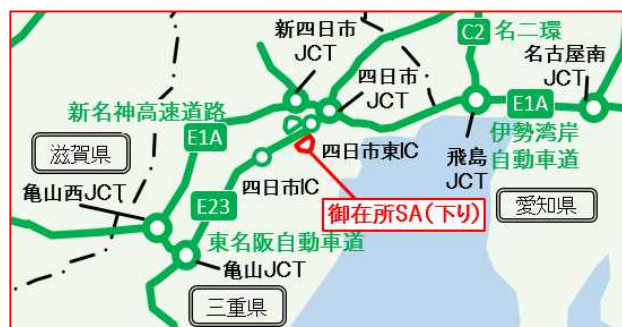 新四日市
JCT
C2
名二環
名古屋南
JCT
四日市
JCT
新名神高速道路
E1A
E1A
伊勢湾岸
自動車道
滋賀県
四日市東IC
飛島
JCT
亀山西JCT
四日市IC
御在所SA(下り)
愛知県
E23
東名阪自動車道
亀山JCT
三重県